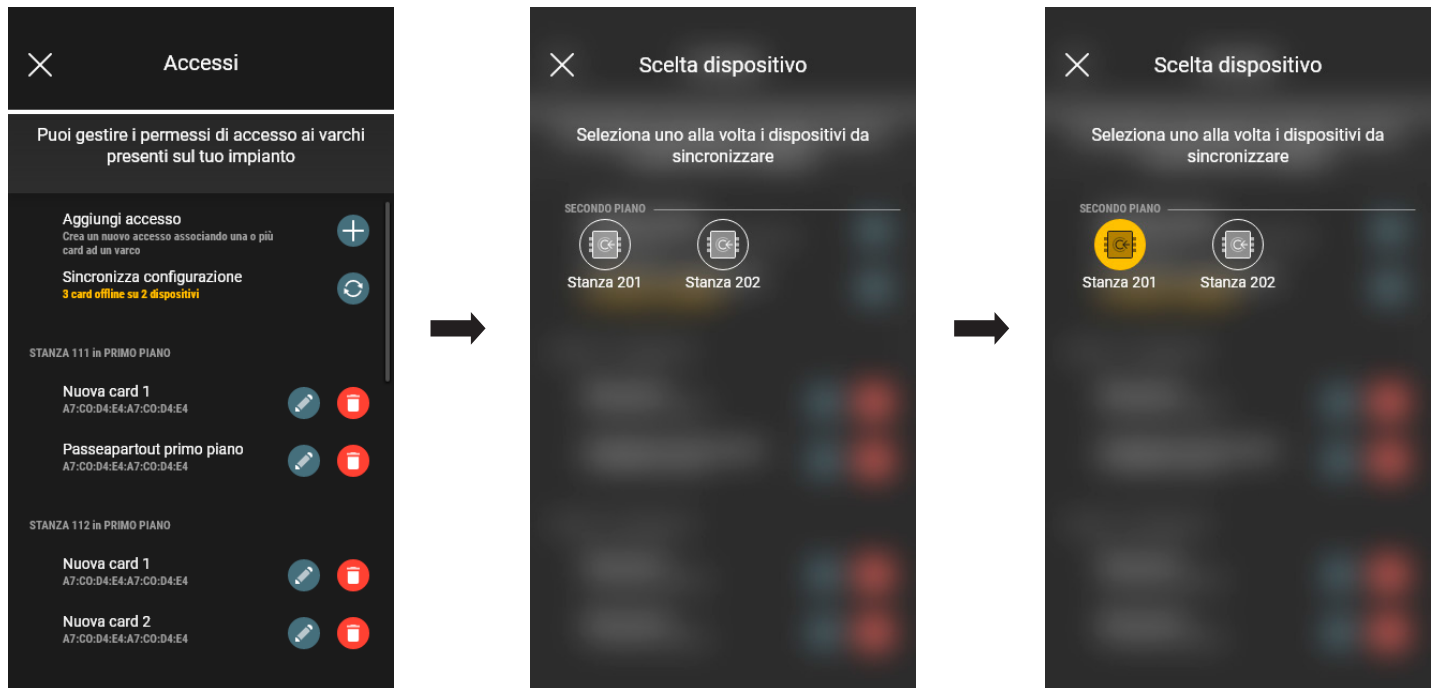 Accessi
Puoi gestire i permessi di accesso ai varchi
presenti sul tuo impianto
Aggiungi accesso
Crea un nuovo accesso associando una o più
card ad un varco
Sincronizza configurazione
3 card offline su 2 dispositivi
STANZA 111 in PRIMO PIANO
Nuova card 1
A7:C0:D4:E4:A7:C0:D4:E4
Passeapartout primo piano
A7:C0:D4:E4:A7:C0:D4:E4
STANZA 112 in PRIMO PIANO
Nuova card 1
A7:C0:D4:E4:A7:C0:D4:E4
Nuova card 2
A7:C0:D4:E4:A7:C0:D4:E4
Scelta dispositivo
Seleziona uno alla volta i dispositivi da
sincronizzare
SECONDO PIANO
Stanza 201 Stanza 202
Scelta dispositivo
Seleziona uno alla volta i dispositivi da
sincronizzare
SECONDO PIANO
Stanza 201 Stanza 202